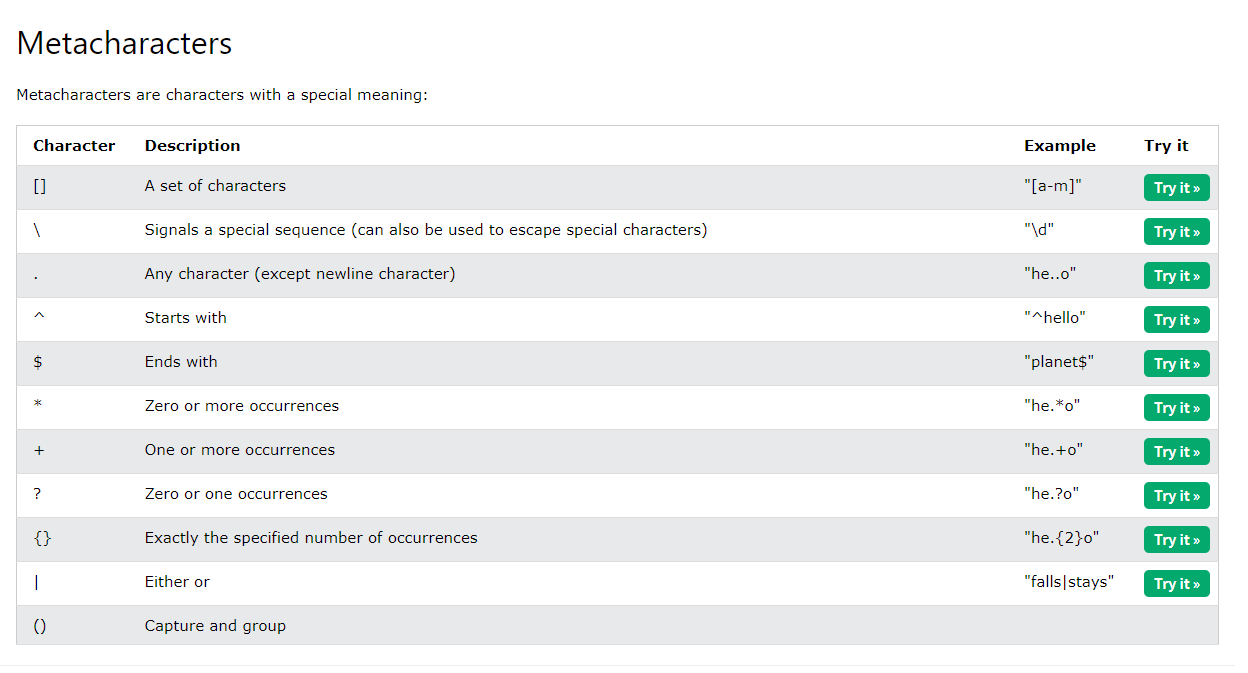 Metacharacters
Metacharacters are characters with a special meaning:
Character Description Example Try it
[] A set of characters "[a-m]" Try it »
\ Signals a special sequence (can also be used to escape special characters) "\d" Try it »
. Any character (except newline character) "he..o" Try it »
^ Starts with "^hello" Try it »
$ Ends with "planet$" Try it »
* Zero or more occurrences "he.*o" Try it »
+ One or more occurrences "he.+o" Try it »
? Zero or one occurrences "he.?o" Try it »
{} Exactly the specified number of occurrences "he.{2}o" Try it »
| Either or "falls|stays" Try it »
() Capture and group